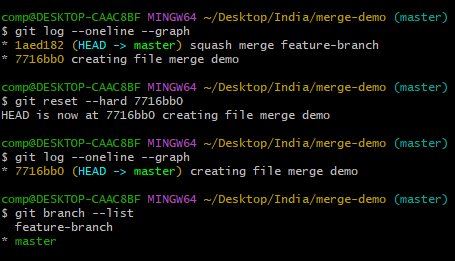 comp@DESKTOP-CAAC8BF MINGW64 ~/Desktop/India/merge-demo (master)
$ git log --oneline --graph
* 1aed182 (HEAD -> master) squash merge feature-branch
* 7716bb0 creating file merge demo
comp@DESKTOP-CAAC8BF MINGW64 ~/Desktop/India/merge-demo (master)
$ git reset --hard 7716bb0
HEAD is now at 7716bb0 creating file merge demo
comp@DESKTOP-CAAC8BF MINGW64 ~/Desktop/India/merge-demo (master)
$ git log --oneline --graph
* 7716bb0 (HEAD -> master) creating file merge demo
comp@DESKTOP-CAAC8BF MINGW64 ~/Desktop/India/merge-demo (master)
$ git branch --list
feature-branch
* master